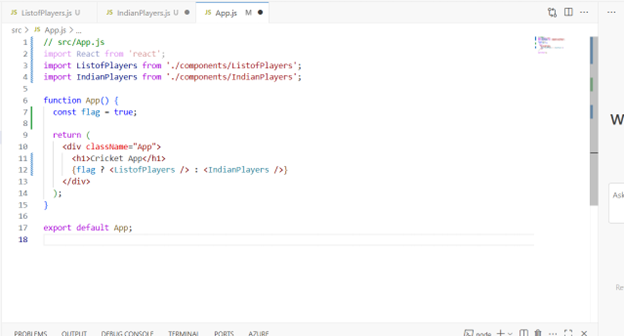 JS ListofPlayers.js U
JS IndianPlayers.js U
JS App.js M
src > JS App.js > ...
1 // src/App.js
2 import React from 'react';
3 import ListofPlayers from './components/ListofPlayers';
4 import IndianPlayers from './components/IndianPlayers';
5
6 function App() {
7 const flag = true;
8
9 return (
10 <div className="App">
11 <h1>Cricket App</h1>
12 {flag ? <ListofPlayers /> : <IndianPlayers />}
13 </div>
14 );
15 }
16
17 export default App;
18
PROBLEMS OUTPUT DEBUG CONSOLE TERMINAL PORTS AZURE
node
W
Ask
Re